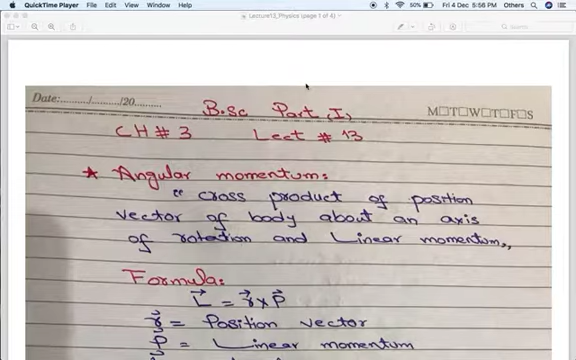 QuickTime Player File Edit View Window Help 50% Fri 4 Dec 5:56 PM Others
Lecture13_Physics (page 1 of 4)
Search
Date:........../........../20..........
B.Sc Part I,
M□T□W□T□F□S
CH # 3 Lect # 13
* Angular momentum:
" cross product of position
vector of body about an axis
of rotation and Linear momentum,,
Formula:
L⃗ = r⃗ x P⃗
r⃗ = Position vector
P⃗ = Linear momentum